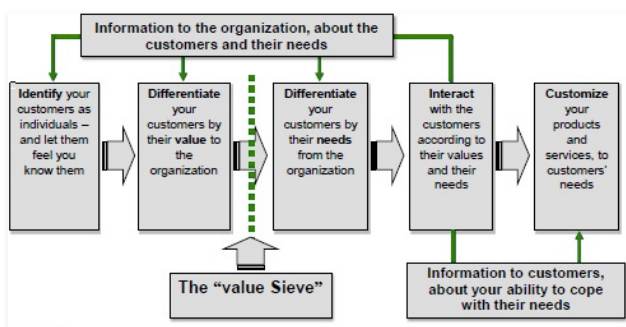 Information to the organization, about the
customers and their needs
Identify your
customers as
individuals –
and let them
feel you
know them
Differentiate
your
customers by
their value to
the
organization
Differentiate
your
customers by
their needs
from the
organization
Interact
with the
customers
according to
their values
and their
needs
Customize
your
products
and
services, to
customers'
needs
The "value Sieve"
Information to customers,
about your ability to cope
with their needs